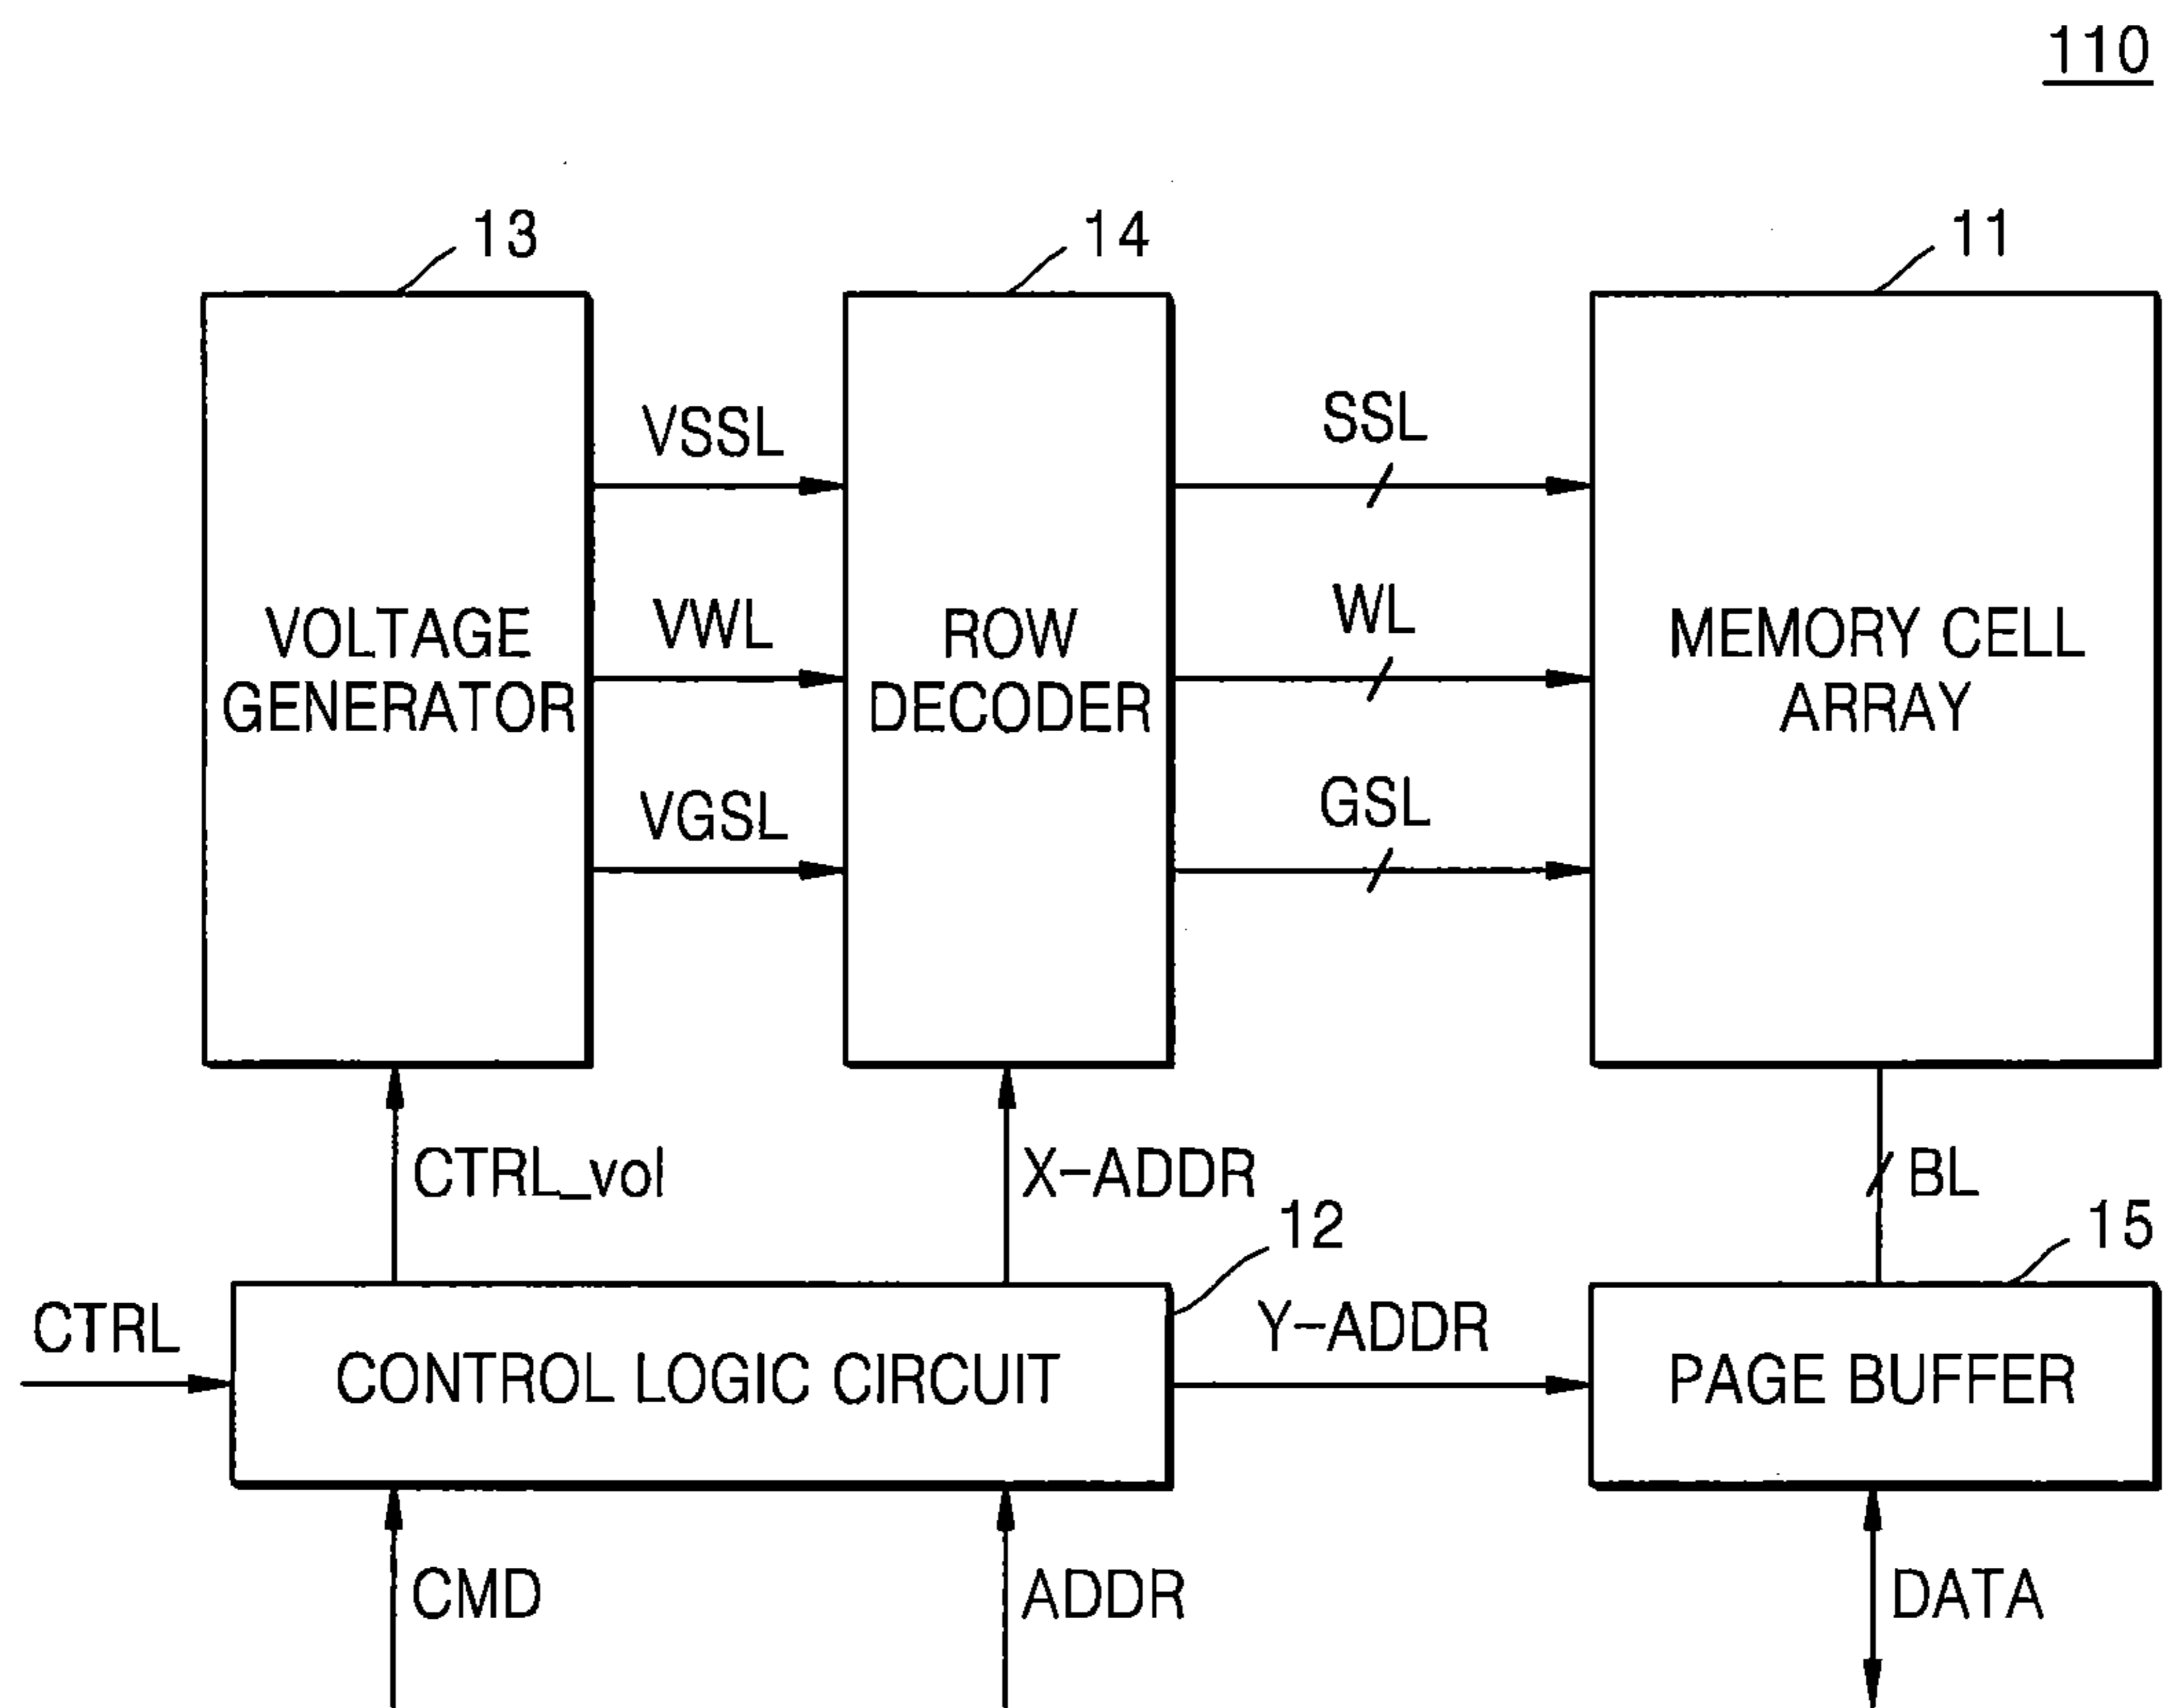 110
13
14
11
VSSL
SSL
VWL
WL
VOLTAGE
GENERATOR
ROW
DECODER
MEMORY CELL
ARRAY
VGSL
GSL
CTRL_vol
X-ADDR
BL
12
15
CTRL
Y-ADDR
CONTROL LOGIC CIRCUIT
PAGE BUFFER
CMD
ADDR
DATA